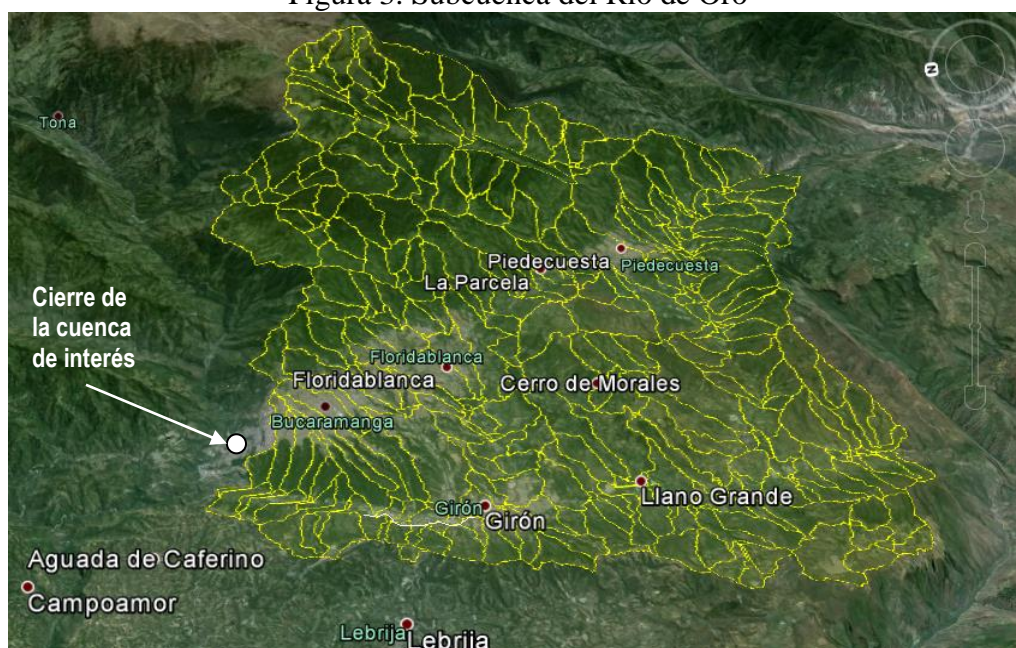 Figura 3. Subcuenca del Río de Oro
Tona
Piedecuesta
Piedecuesta
La Parcela
Cierre de
la cuenca
de interés
Floridablanca
Floridablanca
Cerro de Morales
Bucaramanga
Llano Grande
Girón
Girón
Aguada de Caferino
Campoamor
Lebrija
Lebrija
N